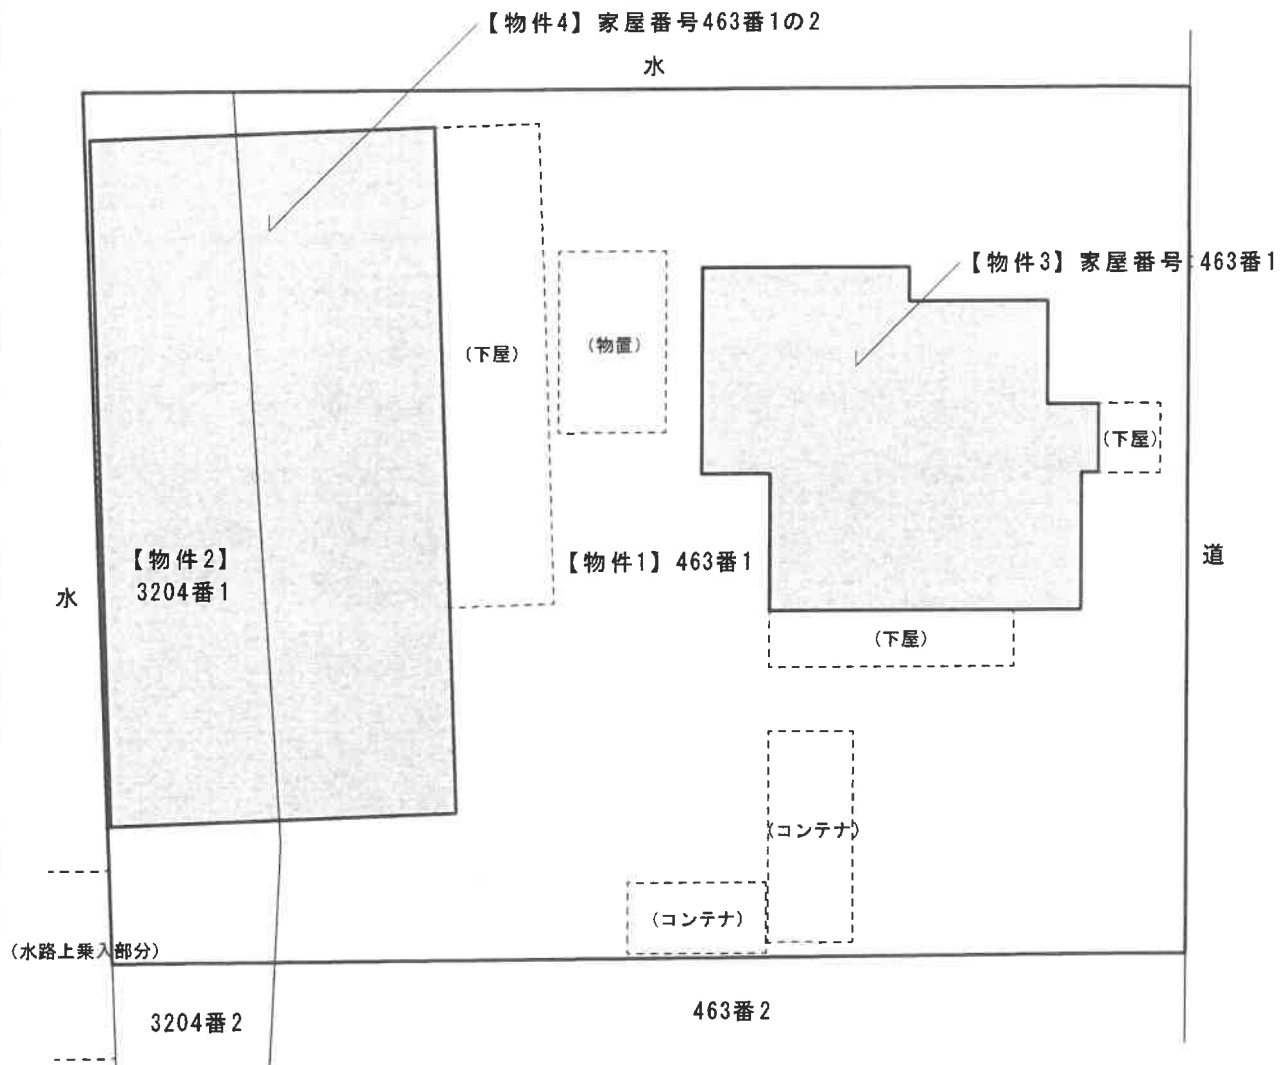 【物件4】家屋番号463番1の2
水
【物件3】家屋番号463番1
(下屋)
(物置)
(下屋)
【物件2】
3204番1
【物件1】463番1
道
水
(下屋)
(コンテナ)
(コンテナ)
(水路上乗入部分)
3204番2
463番2